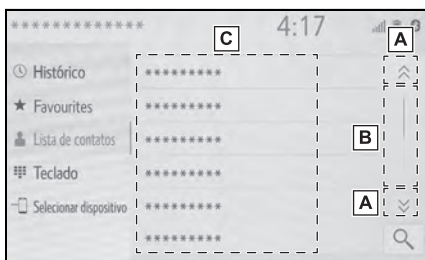 ************* 4:17
C
A
Histórico *********
Favourites *********
Lista de contatos *********
B
Teclado *********
A
Selecionar dispositivo *********
*********